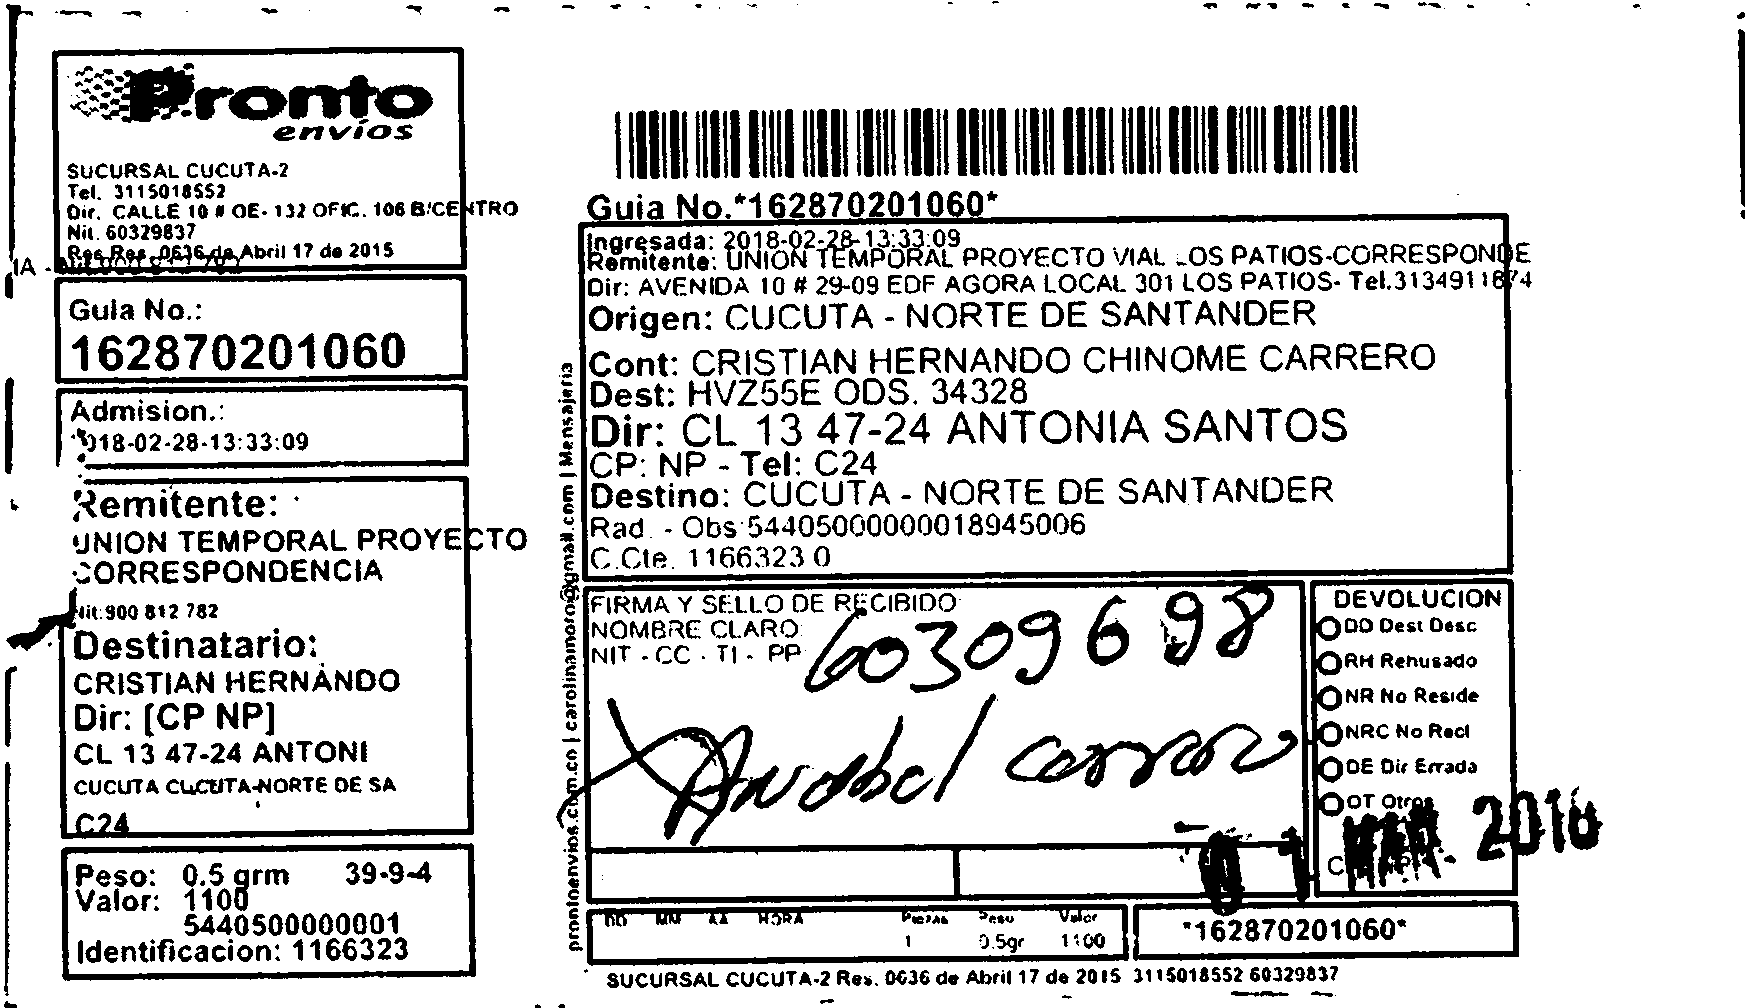 Pronto
envíos
SUCURSAL CUCUTA-2
Tel. 3115018552
Dir. CALLE 10 # OE- 132 OFIC. 106 B/CENTRO
Nit. 60329837
Res Res. 0636 de Abril 17 de 2015
Guia No.:
162870201060
Admision.:
2018-02-28-13:33:09
Remitente:
UNION TEMPORAL PROYECTO
CORRESPONDENCIA
Nit:900 812 782
Destinatario:
CRISTIAN HERNANDO
Dir: [CP NP]
CL 13 47-24 ANTONI
CUCUTA CUCUTA-NORTE DE SA
C24
Peso: 0.5 grm 39-9-4
Valor: 1100
5440500000001
Identificacion: 1166323
prontoenvios.com.co | carolinamoro@gmail.com | Mensajeria
Guia No.*162870201060*
Ingresada: 2018-02-28-13:33:09
Remitente: UNION TEMPORAL PROYECTO VIAL LOS PATIOS-CORRESPONDE
Dir: AVENIDA 10 # 29-09 EDF AGORA LOCAL 301 LOS PATIOS- Tel.3134911874
Origen: CUCUTA - NORTE DE SANTANDER
Cont: CRISTIAN HERNANDO CHINOME CARRERO
Dest: HVZ55E ODS. 34328
Dir: CL 13 47-24 ANTONIA SANTOS
CP: NP - Tel: C24
Destino: CUCUTA - NORTE DE SANTANDER
Rad. - Obs:544050000000018945006
C.Cte. 1166323 0
FIRMA Y SELLO DE RECIBIDO
NOMBRE CLARO
NIT - CC - TI - PP
60309698
Anabel Carrero
DEVOLUCION
DD Dest Desc
RH Rehusado
NR No Reside
NRC No Recl
DE Dir Errada
OT Otros
01 MAR. 2018
DD MM AA HORA Piezas Peso Valor
1 0.5gr 1100
*162870201060*
SUCURSAL CUCUTA-2 Res. 0636 de Abril 17 de 2015 3115018552 60329837